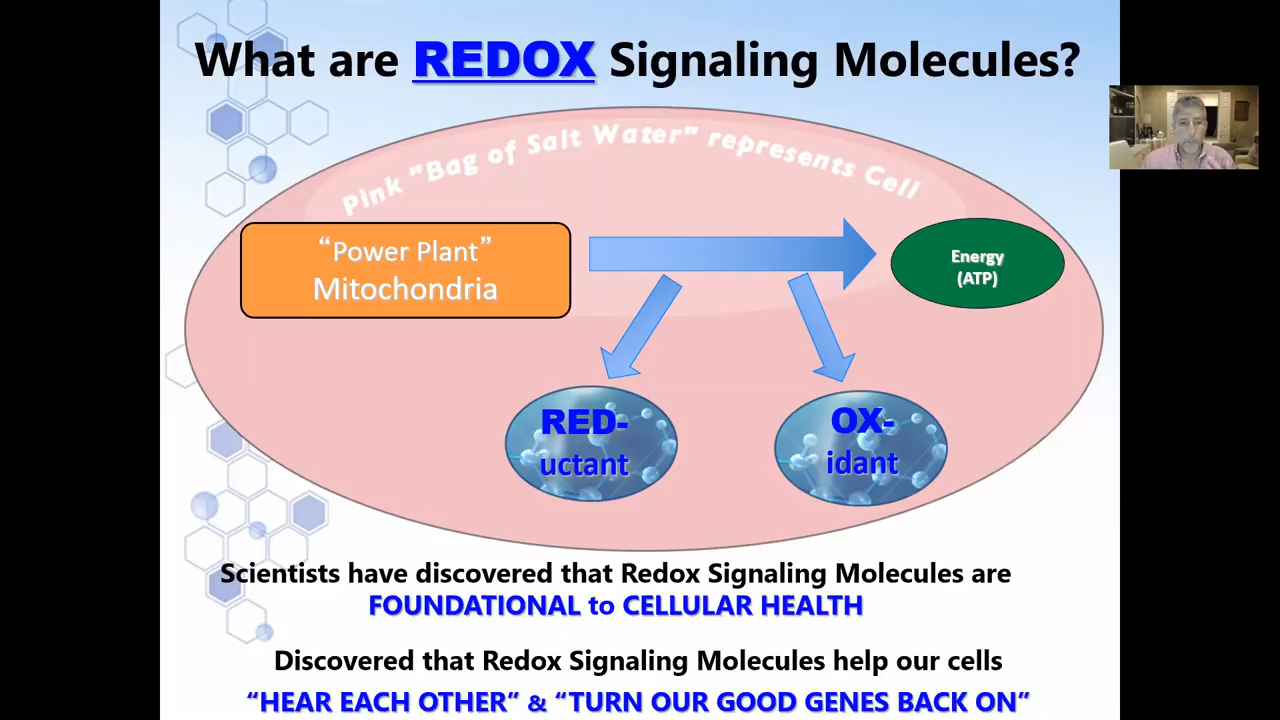 What are REDOX Signaling Molecules?
Pink "Bag of Salt Water" represents Cell
“Power Plant”
Mitochondria
Energy
(ATP)
RED-
uctant
OX-
idant
Scientists have discovered that Redox Signaling Molecules are
FOUNDATIONAL to CELLULAR HEALTH
Discovered that Redox Signaling Molecules help our cells
“HEAR EACH OTHER” & “TURN OUR GOOD GENES BACK ON”